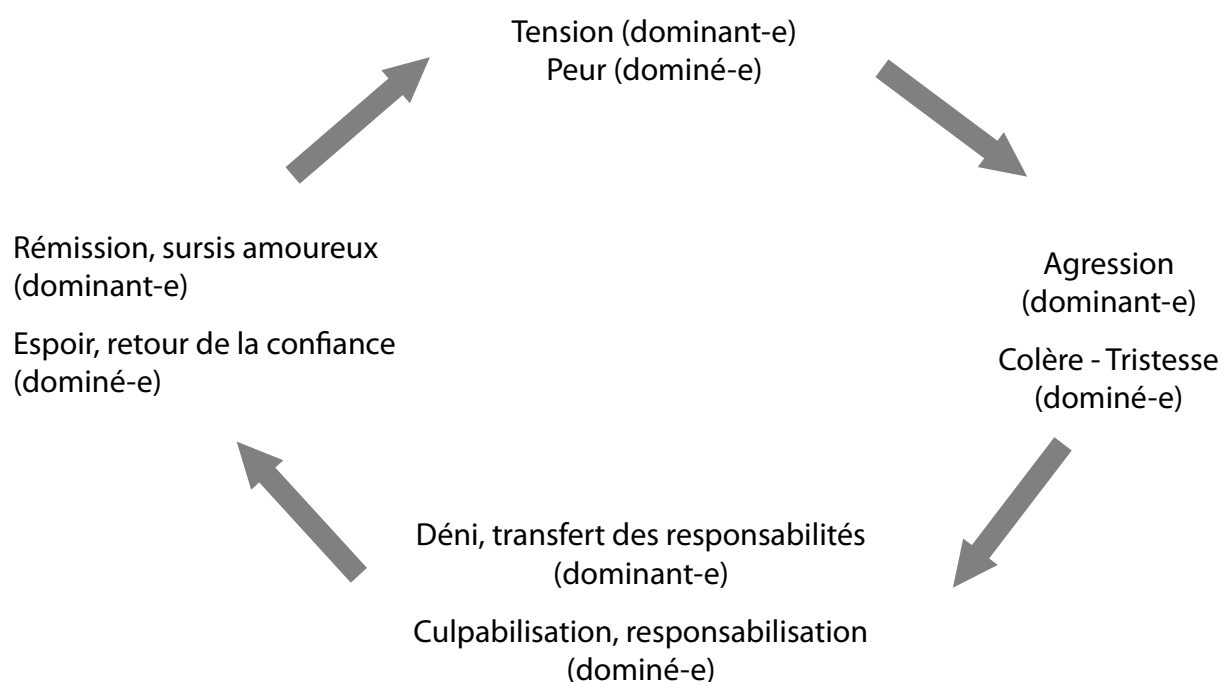 Tension (dominant-e)
Peur (dominé-e)
Rémission, sursis amoureux
(dominant-e)
Espoir, retour de la confiance
(dominé-e)
Agression
(dominant-e)
Colère - Tristesse
(dominé-e)
Déni, transfert des responsabilités
(dominant-e)
Culpabilisation, responsabilisation
(dominé-e)